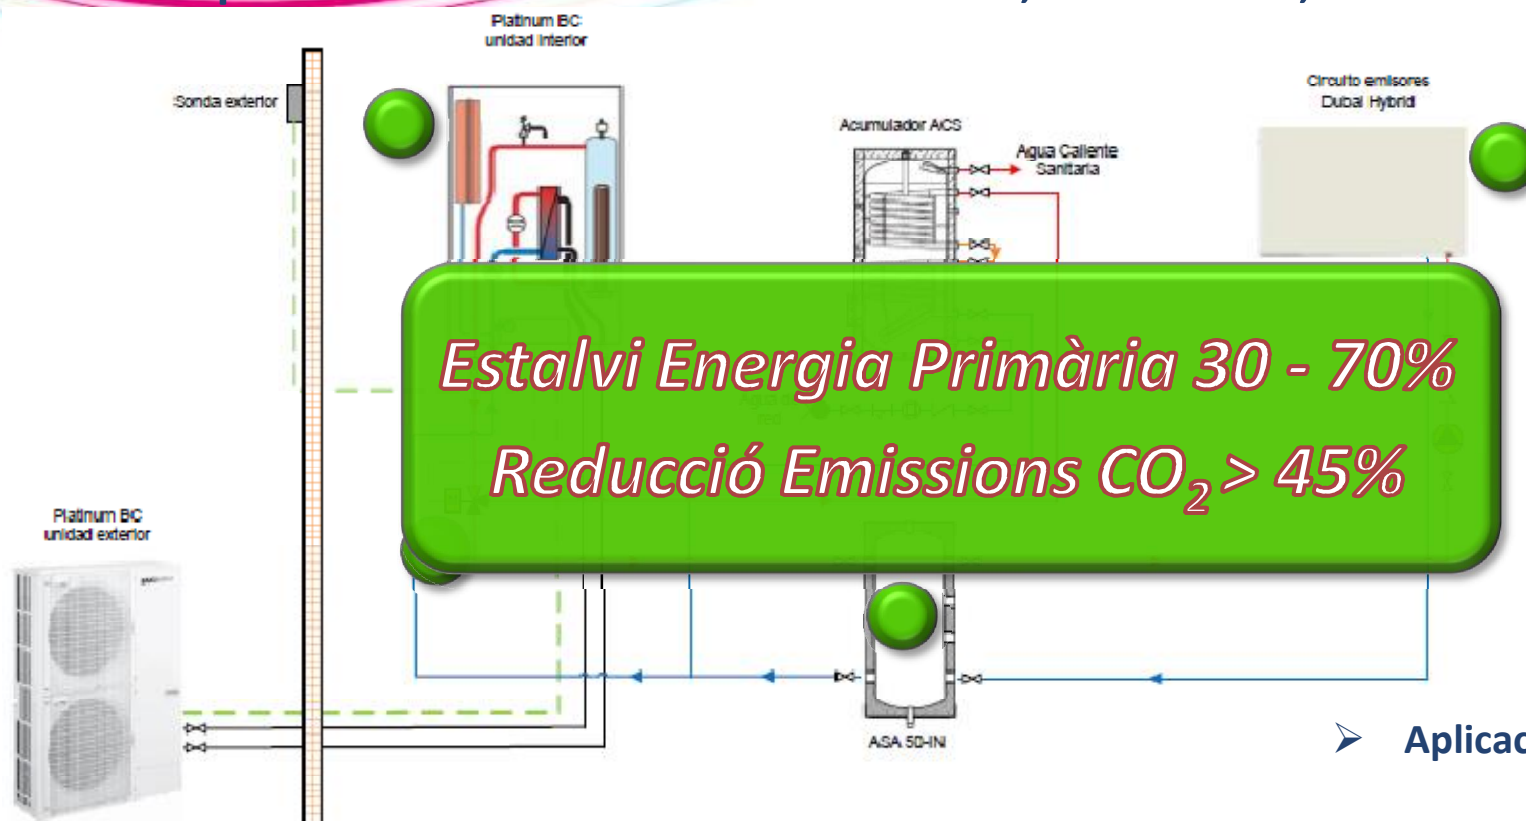 Platinum BC
unidad interior
Sonda exterior
Circuito emisores
Dubal Hybrid
Acumulador ACS
Agua Caliente
Sanitaria
Estalvi Energia Primària 30 - 70%
Reducció Emissions CO₂ > 45%
Platinum BC
unidad exterior
ASA 50-IN
➢ Aplicac